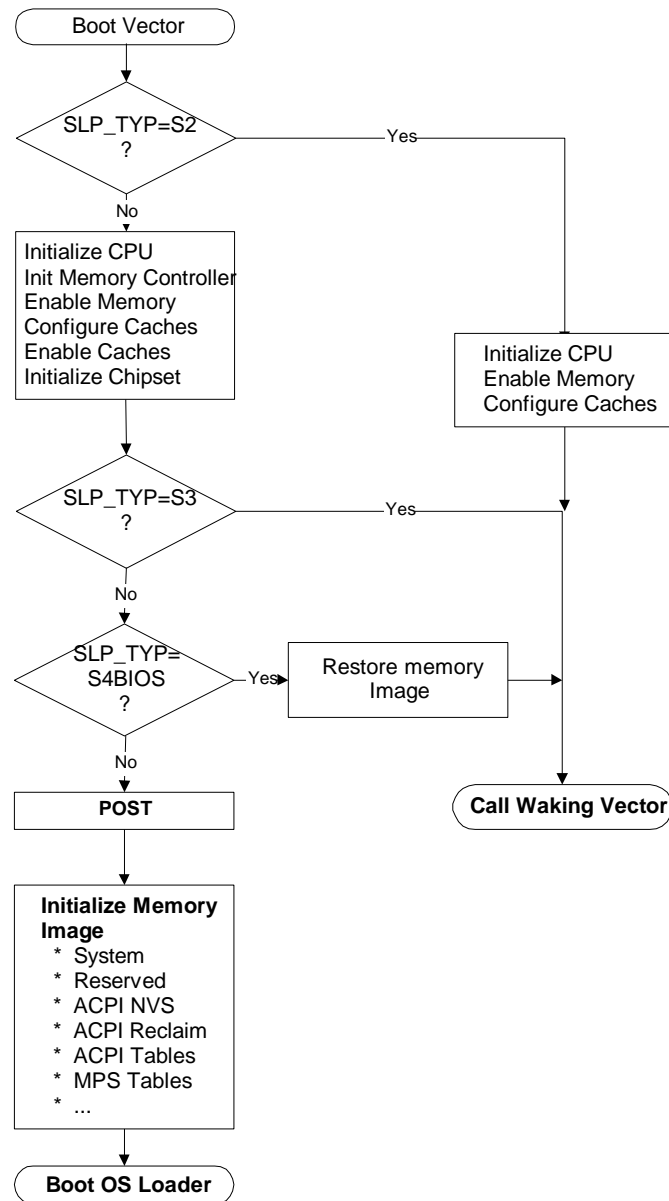 Boot Vector
SLP_TYP=S2
?
Yes
No
Initialize CPU
Init Memory Controller
Enable Memory
Configure Caches
Enable Caches
Initialize Chipset
Initialize CPU
Enable Memory
Configure Caches
SLP_TYP=S3
?
Yes
No
SLP_TYP=
S4BIOS
?
Yes
Restore memory
Image
No
POST
Call Waking Vector
Initialize Memory
Image
* System
* Reserved
* ACPI NVS
* ACPI Reclaim
* ACPI Tables
* MPS Tables
* ...
Boot OS Loader